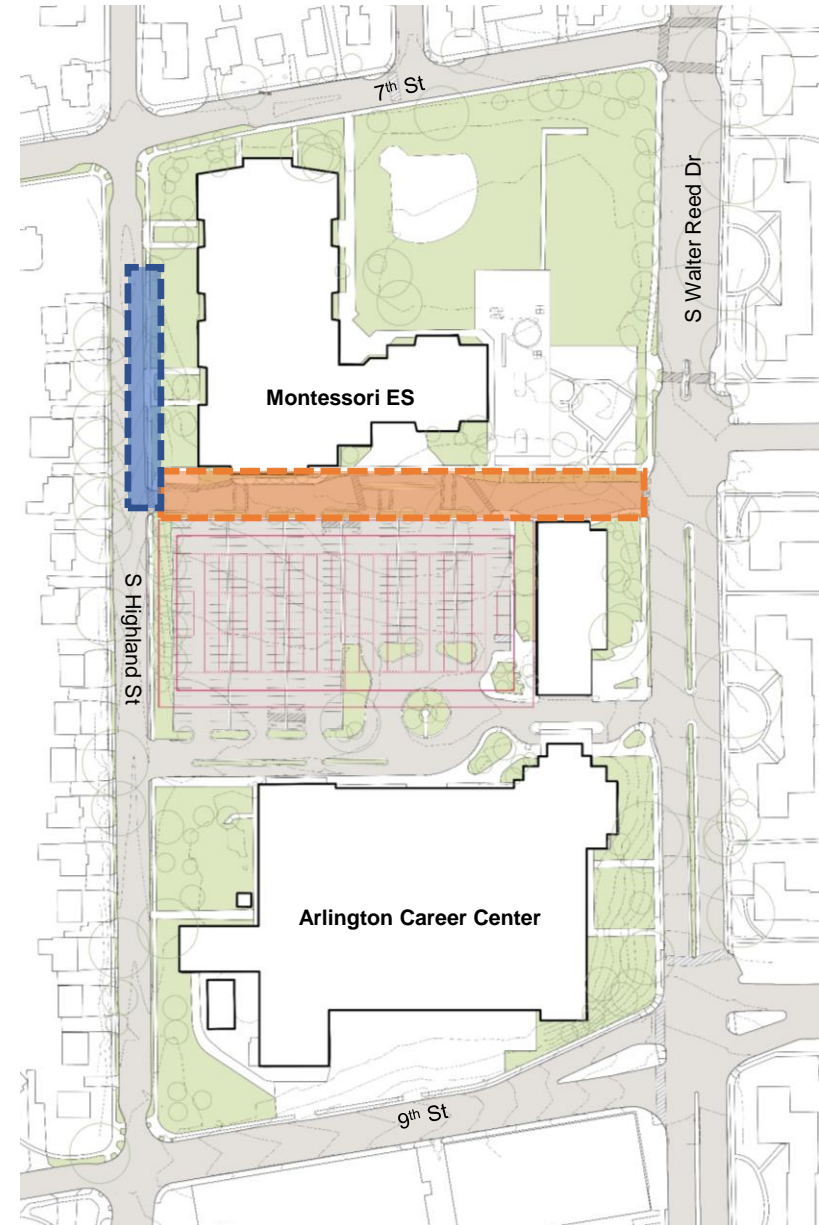 7th St
S Walter Reed Dr
Montessori ES
S Highland St
Arlington Career Center
9th St